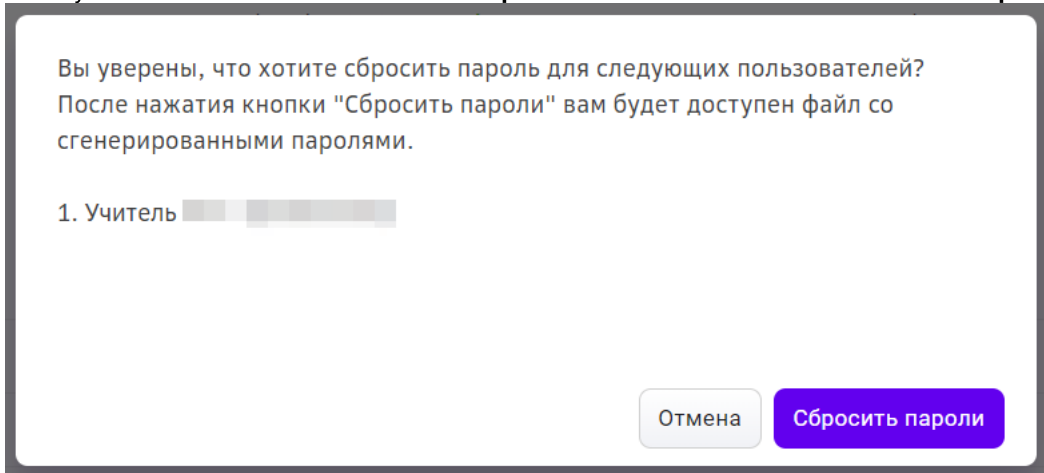 Вы уверены, что хотите сбросить пароль для следующих пользователей?
После нажатия кнопки "Сбросить пароли" вам будет доступен файл со
сгенерированными паролями.
1. Учитель
Отмена
Сбросить пароли